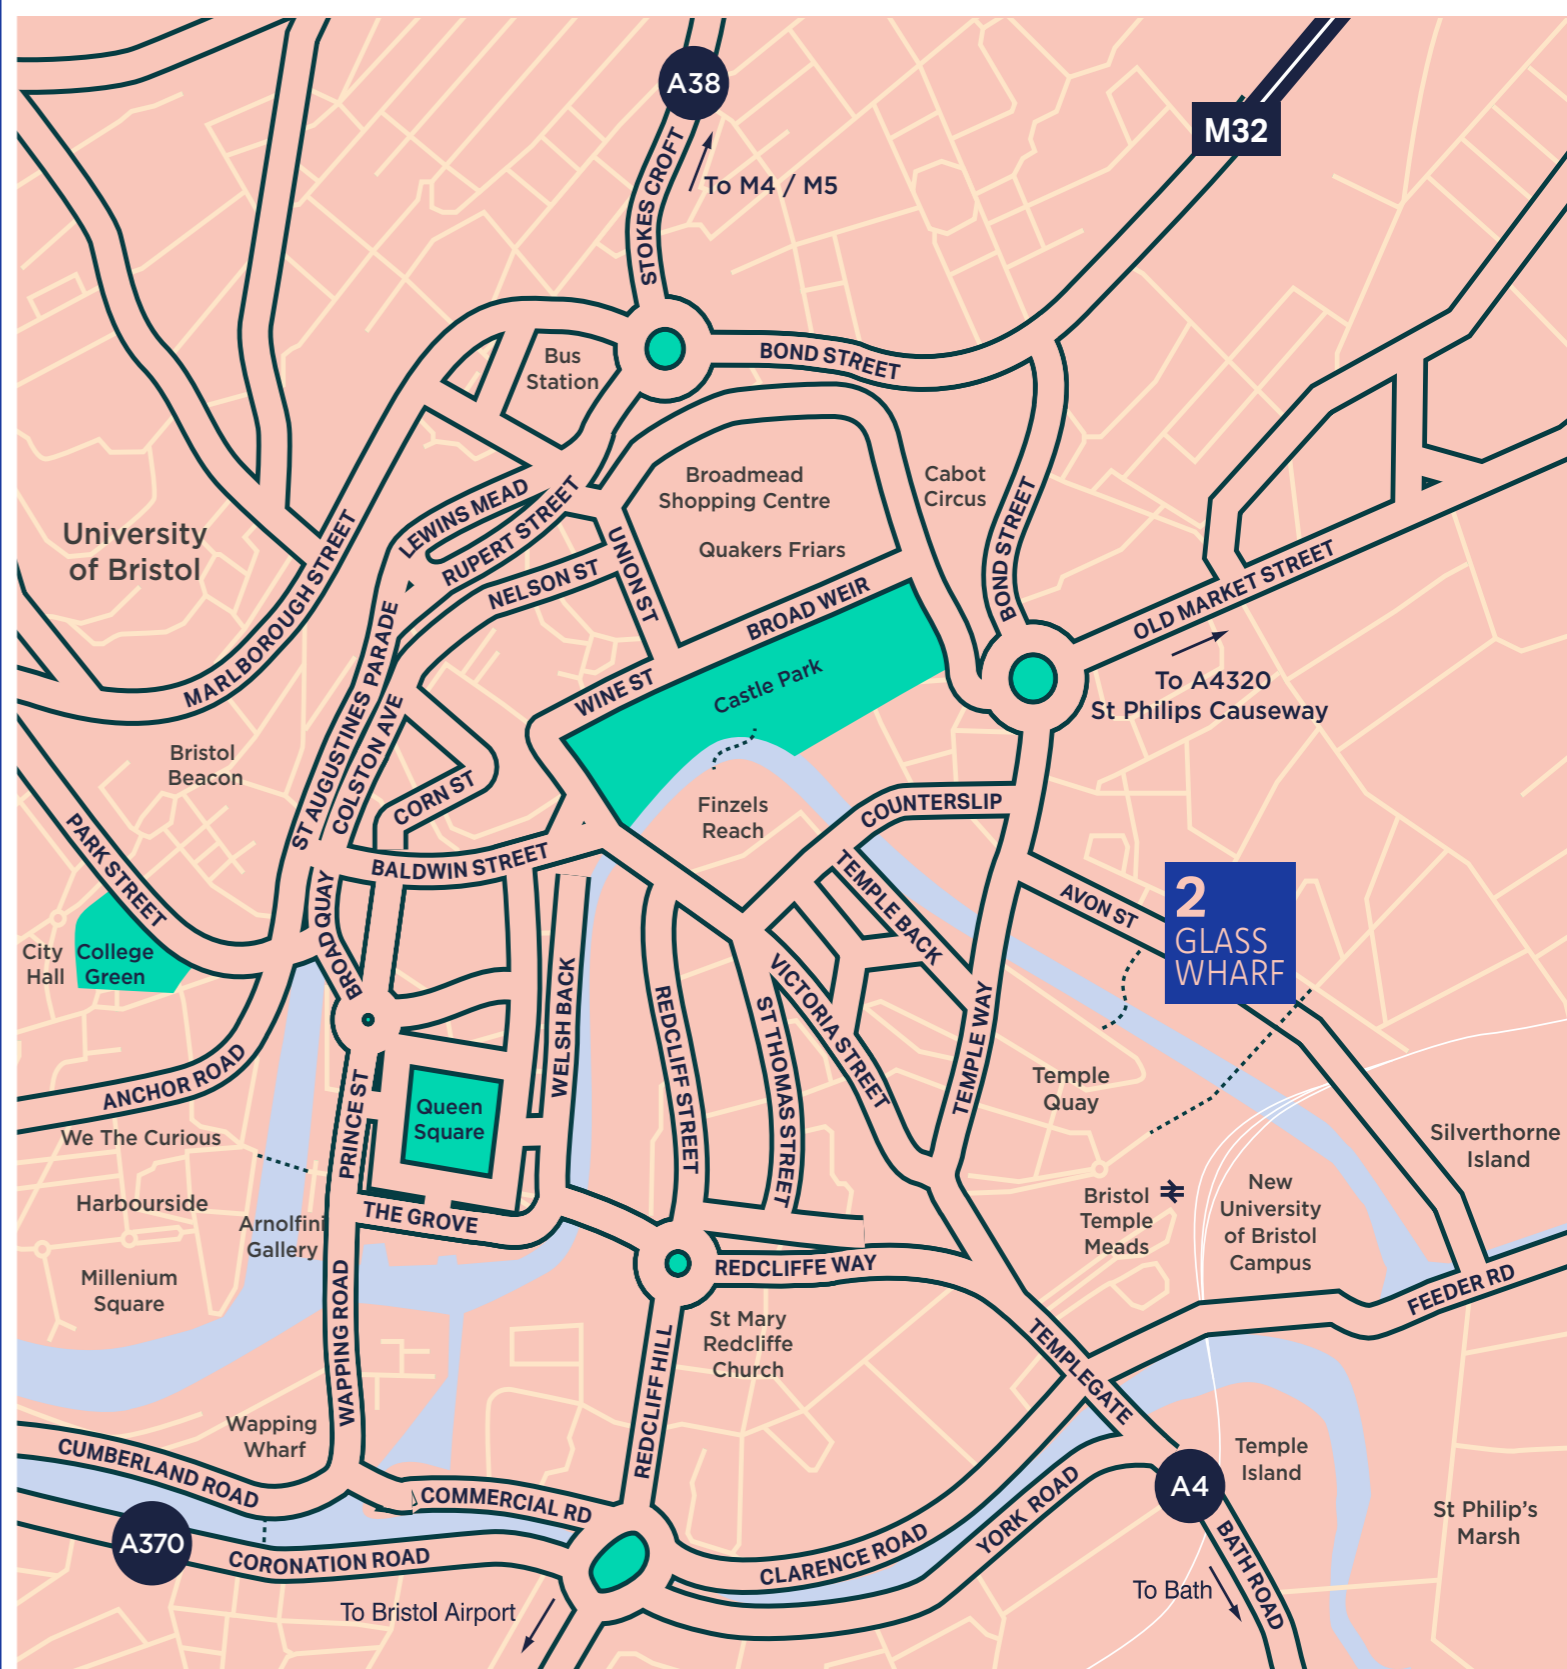 A38
M32
To M4 / M5
STOKES CROFT
Bus
Station
BOND STREET
Broadmead
Shopping Centre
Cabot
Circus
Quakers Friars
University
of Bristol
LEWINS MEAD
RUPERT STREET
NELSON ST
UNION ST
BOND STREET
MARLBOROUGH STREET
BROAD WEIR
OLD MARKET STREET
To A4320
St Philips Causeway
Castle Park
WINE ST
ST AUGUSTINES PARADE
COLSTON AVE
Bristol
Beacon
CORN ST
Finzels
Reach
COUNTERSLIP
PARK STREET
BALDWIN STREET
TEMPLE BACK
AVON ST
2
GLASS
WHARF
City
Hall
College
Green
BROAD QUAY
WELSH BACK
REDCLIFF STREET
ST THOMAS STREET
VICTORIA STREET
TEMPLE WAY
ANCHOR ROAD
PRINCE ST
Queen
Square
Temple
Quay
We The Curious
Silverthorne
Island
Harbourside
Arnolfini
Gallery
THE GROVE
Bristol
Temple
Meads
New
University
of Bristol
Campus
Millenium
Square
REDCLIFFE WAY
FEEDER RD
WAPPING ROAD
St Mary
Redcliffe
Church
REDCLIFF HILL
TEMPLEGATE
Wapping
Wharf
Temple
Island
CUMBERLAND ROAD
COMMERCIAL RD
A4
A370
CORONATION ROAD
CLARENCE ROAD
YORK ROAD
BATH ROAD
St Philip's
Marsh
To Bristol Airport
To Bath